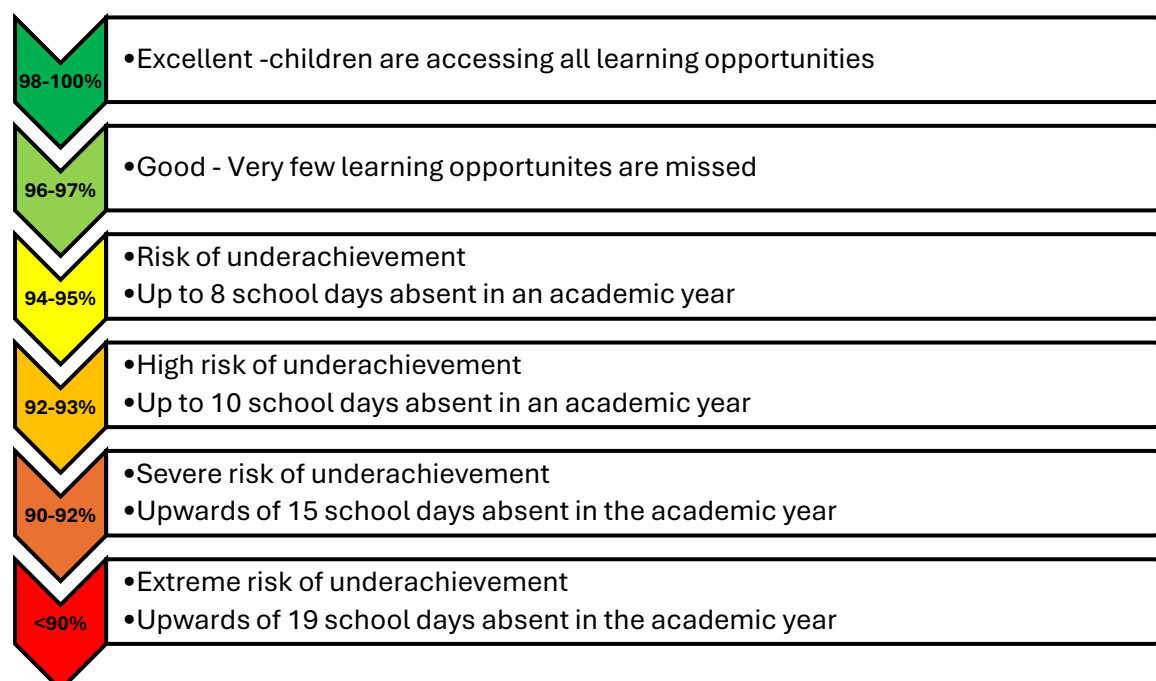 98-100%
•Excellent -children are accessing all learning opportunities
96-97%
•Good - Very few learning opportunites are missed
94-95%
•Risk of underachievement
•Up to 8 school days absent in an academic year
92-93%
•High risk of underachievement
•Up to 10 school days absent in an academic year
90-92%
•Severe risk of underachievement
•Upwards of 15 school days absent in the academic year
<90%
•Extreme risk of underachievement
•Upwards of 19 school days absent in the academic year